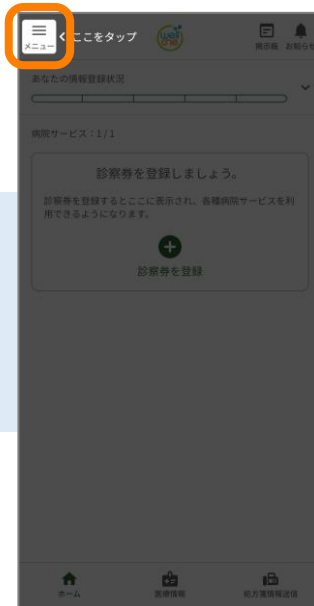 メニュー
ここをタップ
well one
掲示板
お知らせ
あなたの情報登録状況
病院サービス：1/1
診察券を登録しましょう。
診察券を登録するとここに表示され、各種病院サービスを利
用できるようになります。
診察券を登録
ホーム
医療情報
処方箋情報送信